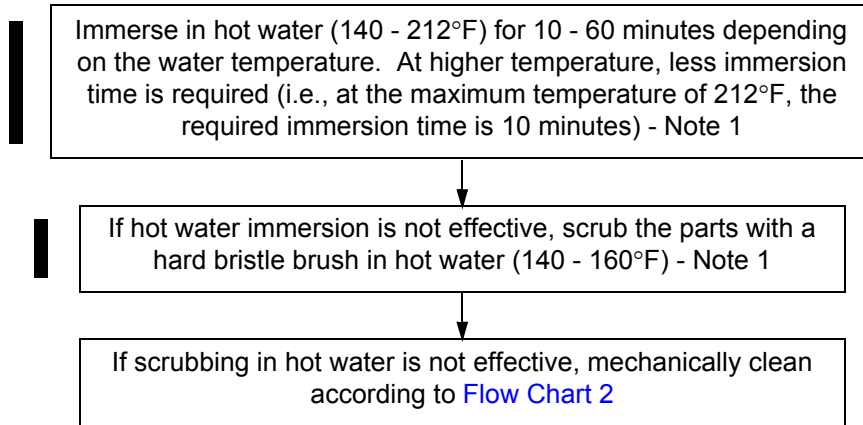 Immerse in hot water (140 - 212°F) for 10 - 60 minutes depending
on the water temperature.  At higher temperature, less immersion
time is required (i.e., at the maximum temperature of 212°F, the
required immersion time is 10 minutes) - Note 1
If hot water immersion is not effective, scrub the parts with a
hard bristle brush in hot water (140 - 160°F) - Note 1
If scrubbing in hot water is not effective, mechanically clean
according to Flow Chart 2